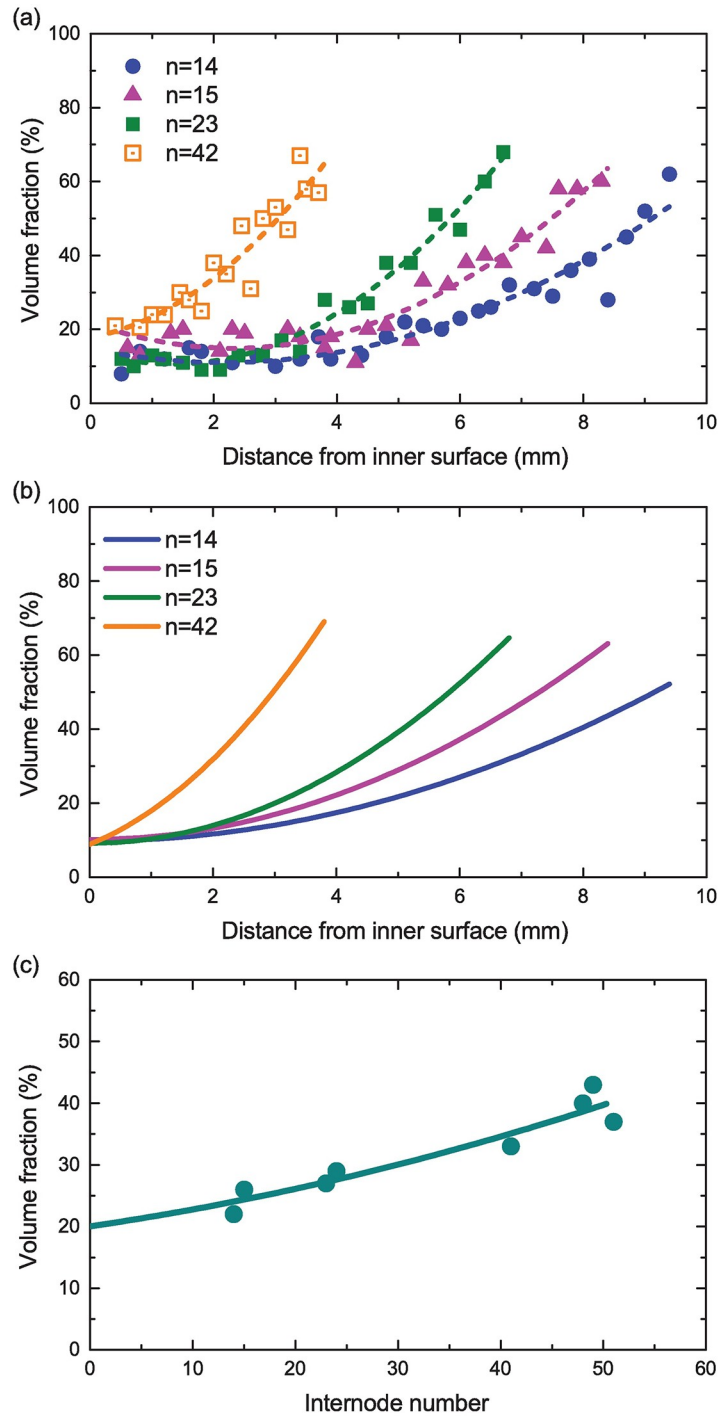 (a)
100
80
60
40
20
0
Volume fraction (%)
n=14
n=15
n=23
n=42
0 2 4 6 8 10
Distance from inner surface (mm)
(b)
100
80
60
40
20
0
Volume fraction (%)
n=14
n=15
n=23
n=42
0 2 4 6 8 10
Distance from inner surface (mm)
(c)
60
50
40
30
20
10
0
Volume fraction (%)
0 10 20 30 40 50 60
Internode number